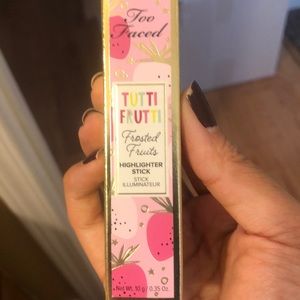 Too
Faced
TUTTI
FRUTTI
Frosted
Fruits
HIGHLIGHTER
STICK
STICK
ILLUMINATEUR
Net Wt. 10 g / 0.35 Oz.